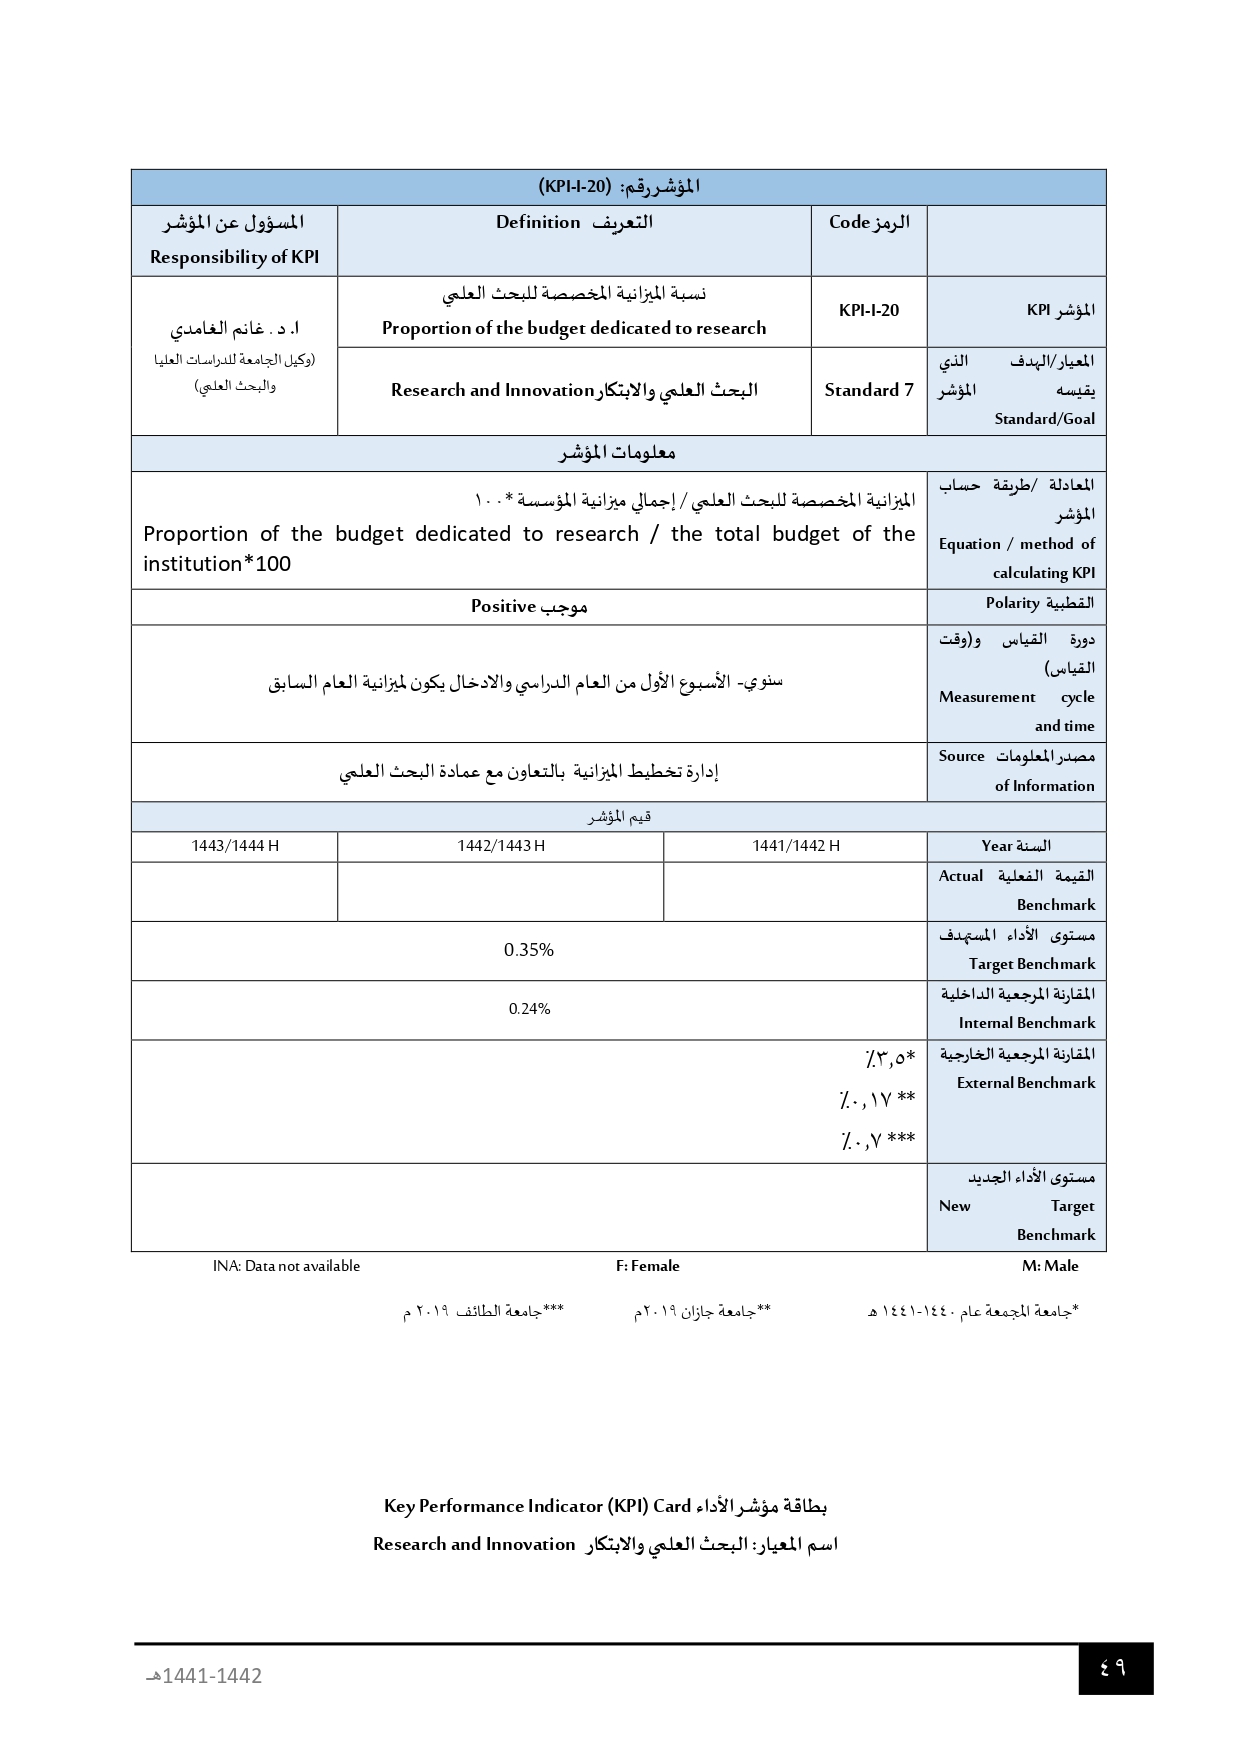 المؤشر رقم: (KPI-I-20)
الرمز Code
التعريف Definition
المسؤول عن المؤشر
Responsibility of KPI
المؤشر KPI
KPI-I-20
نسبة الميزانية المخصصة للبحث العلمي
Proportion of the budget dedicated to research
ا. د. غانم الغامدي
(وكيل الجامعة للدراسات العليا
والبحث العلمي)
المعيار/الهدف الذي
يقيسه المؤشر
Standard/Goal
Standard 7
البحث العلمي والابتكار Research and Innovation
معلومات المؤشر
المعادلة /طريقة حساب
المؤشر
Equation / method of
calculating KPI
الميزانية المخصصة للبحث العلمي / إجمالي ميزانية المؤسسة *١٠٠
Proportion of the budget dedicated to research / the total budget of the
institution*100
القطبية Polarity
موجب Positive
دورة القياس و(وقت
القياس)
Measurement cycle
and time
سنوي- الأسبوع الأول من العام الدراسي والادخال يكون لميزانية العام السابق
مصدر المعلومات Source
of Information
إدارة تخطيط الميزانية بالتعاون مع عمادة البحث العلمي
قيم المؤشر
السنة Year
1441/1442 H
1442/1443 H
1443/1444 H
القيمة الفعلية Actual
Benchmark
مستوى الأداء المستهدف
Target Benchmark
0.35%
المقارنة المرجعية الداخلية
Internal Benchmark
0.24%
المقارنة المرجعية الخارجية
External Benchmark
*٣,٥٪
** ٠,١٧٪
*** ٠,٧٪
مستوى الأداء الجديد
New Target
Benchmark
M: Male
F: Female
INA: Data not available
*جامعة المجمعة عام ١٤٤٠-١٤٤١ هـ
**جامعة جازان ٢٠١٩م
***جامعة الطائف ٢٠١٩ م
بطاقة مؤشر الأداء Key Performance Indicator (KPI) Card
اسم المعيار: البحث العلمي والابتكار Research and Innovation
1441-1442هـ
٤٩